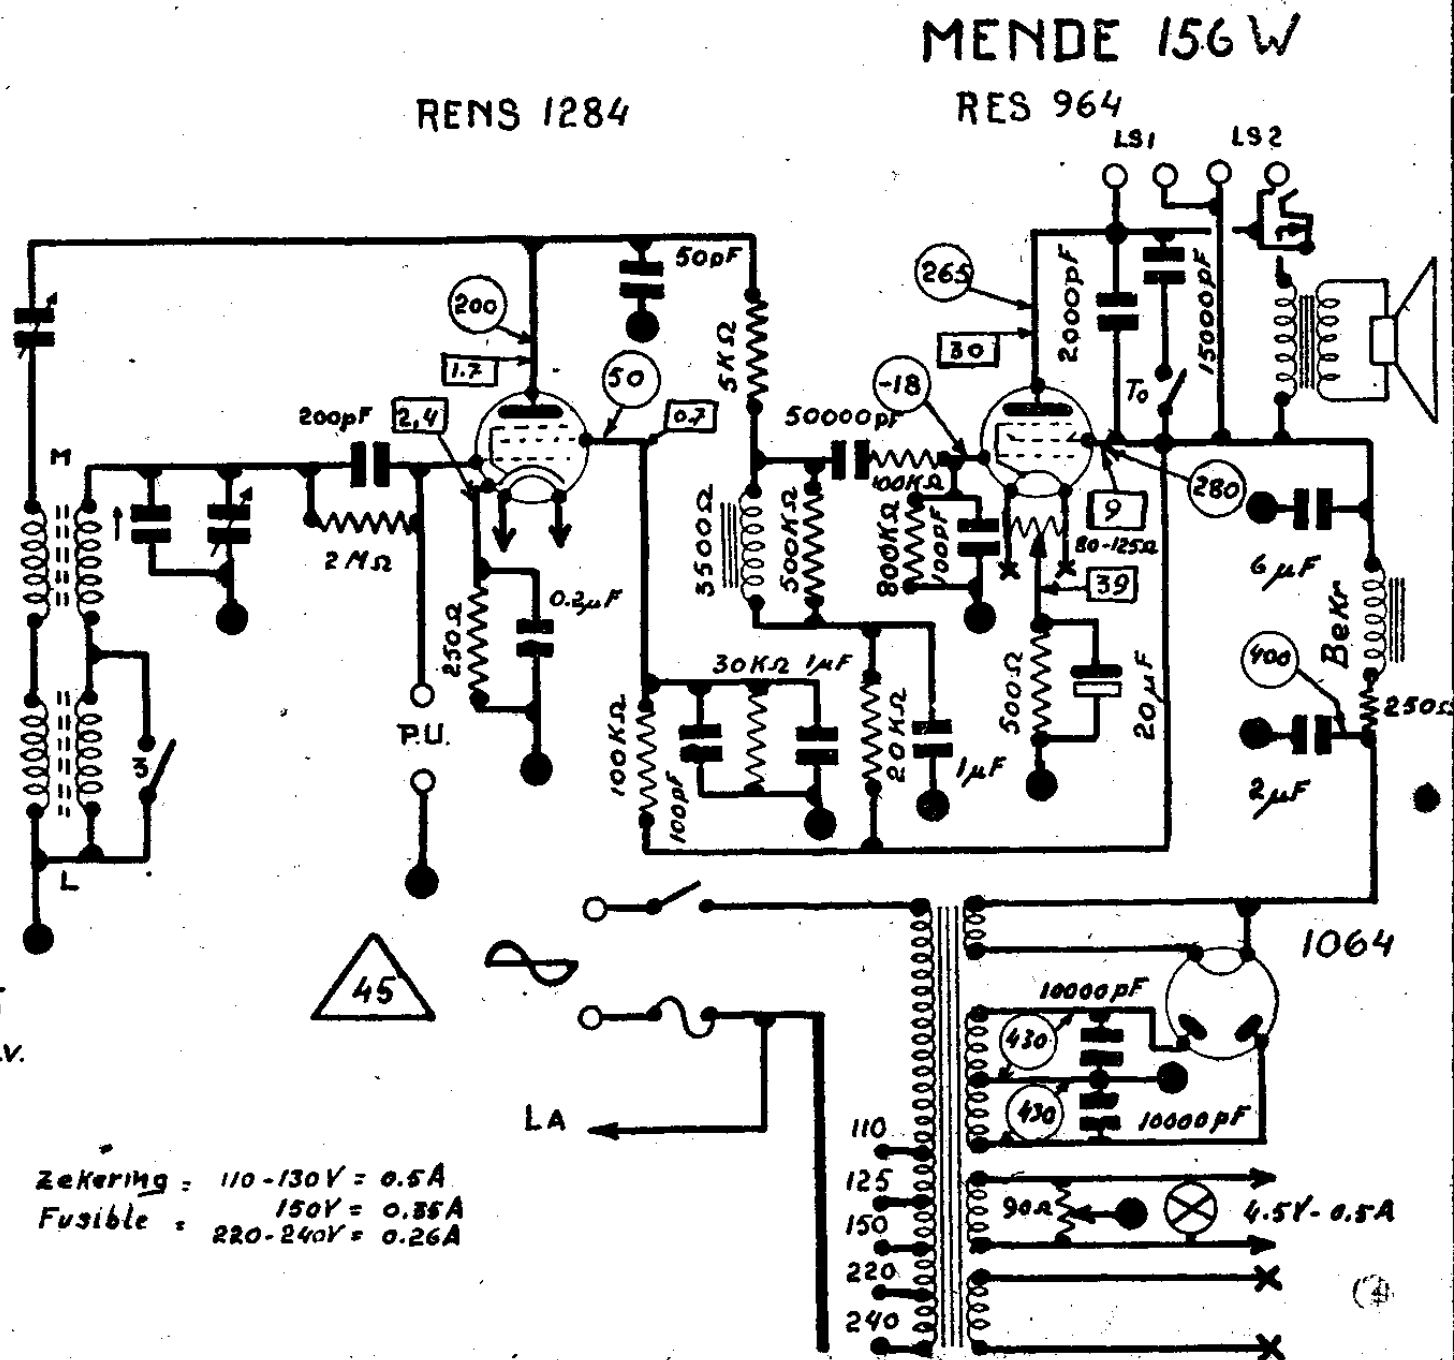 MENDE 156 W
RENS 1284
RES 964
LS1
LS2
50pF
200
265
2000pF
15000pF
1.7
50
5KΩ
30
-18
T0
200pF
2,4
0.7
50000pF
M
100KΩ
280
9
3500Ω
500KΩ
800KΩ
100pF
80-125Ω
2MΩ
6µF
39
0.2µF
250Ω
BeKr
400
30KΩ
1µF
500Ω
20µF
250Ω
P.U.
100KΩ
20KΩ
1µF
3
100pF
2µF
L
1064
45
10000pF
430
.V.
430
10000pF
LA
110
Zekering = 110-130V = 0.5A
125
150V = 0.35A
90Ω
4.5V-0.5A
Fusible =
150
220-240V = 0.26A
220
240